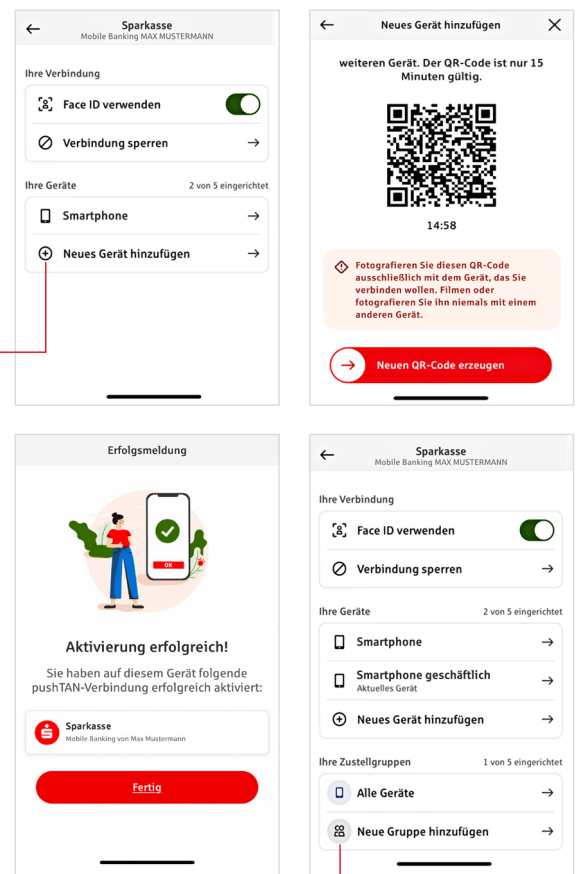 Sparkasse
Mobile Banking MAX MUSTERMANN
Ihre Verbindung
Face ID verwenden
Verbindung sperren
Ihre Geräte 2 von 5 eingerichtet
Smartphone
Neues Gerät hinzufügen
Neues Gerät hinzufügen
weiteren Gerät. Der QR-Code ist nur 15
Minuten gültig.
14:58
Fotografieren Sie diesen QR-Code
ausschließlich mit dem Gerät, das Sie
verbinden wollen. Filmen oder
fotografieren Sie ihn niemals mit einem
anderen Gerät.
Neuen QR-Code erzeugen
Erfolgsmeldung
OK
Aktivierung erfolgreich!
Sie haben auf diesem Gerät folgende
pushTAN-Verbindung erfolgreich aktiviert:
Sparkasse
Mobile Banking von Max Mustermann
Fertig
Sparkasse
Mobile Banking MAX MUSTERMANN
Ihre Verbindung
Face ID verwenden
Verbindung sperren
Ihre Geräte 2 von 5 eingerichtet
Smartphone
Smartphone geschäftlich
Aktuelles Gerät
Neues Gerät hinzufügen
Ihre Zustellgruppen 1 von 5 eingerichtet
Alle Geräte
Neue Gruppe hinzufügen